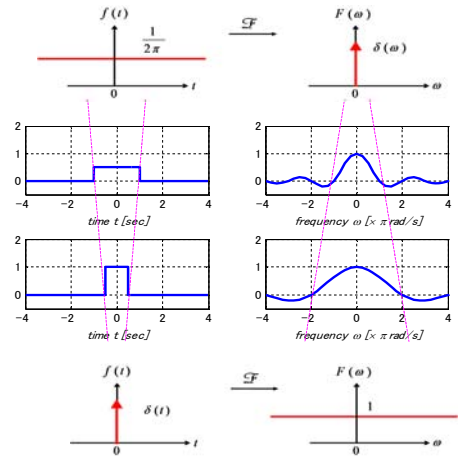 f(t) ℱ F(ω)
1/2π δ(ω)
0 t 0 ω
2 2
1 1
0 0
-4 -2 0 2 4 -4 -2 0 2 4
time t [sec] frequency ω [× π rad/s]
2 2
1 1
0 0
-4 -2 0 2 4 -4 -2 0 2 4
time t [sec] frequency ω [× π rad/s]
f(t) ℱ F(ω)
δ(t) 1
0 t 0 ω